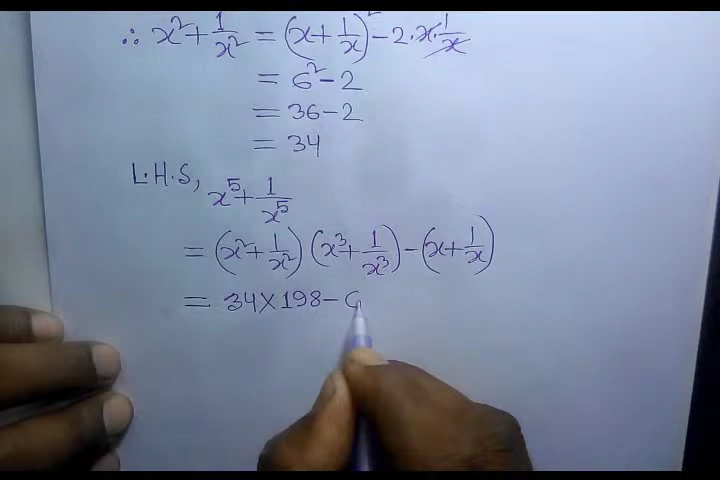 ∴ x² + 1/x² = (x + 1/x)² - 2·x·1/x
= 6² - 2
= 36 - 2
= 34
L.H.S, x⁵ + 1/x⁵
= (x² + 1/x²) (x³ + 1/x³) - (x + 1/x)
= 34 × 198 -